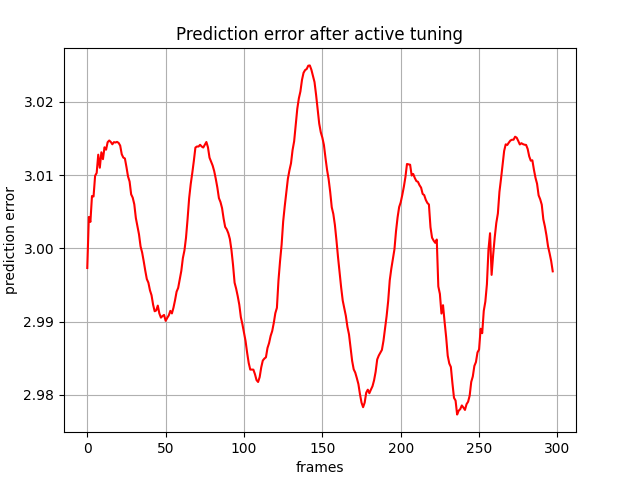 Prediction error after active tuning
prediction error
3.02
3.01
3.00
2.99
2.98
0 50 100 150 200 250 300
frames